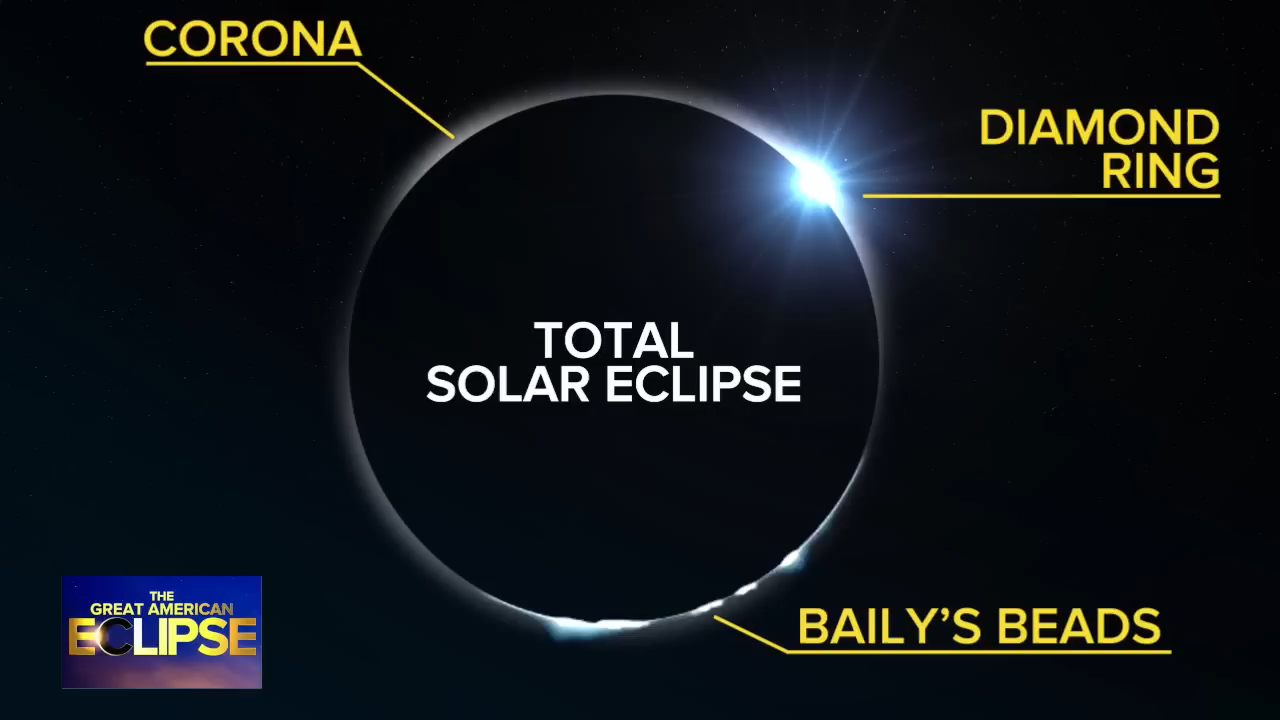 CORONA
DIAMOND
RING
TOTAL
SOLAR ECLIPSE
BAILY'S BEADS
THE
GREAT AMERICAN
ECLIPSE